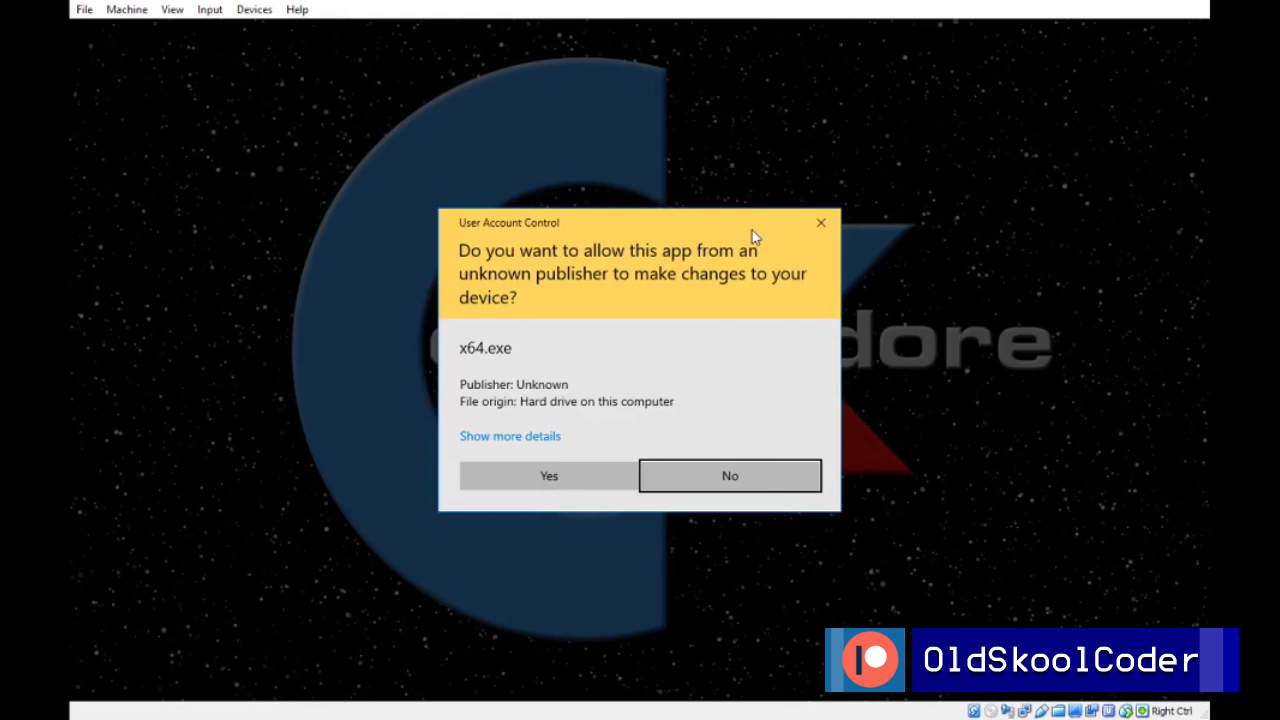 File Machine View Input Devices Help
User Account Control
Do you want to allow this app from an
unknown publisher to make changes to your
device?
dore
x64.exe
Publisher: Unknown
File origin: Hard drive on this computer
Show more details
Yes No
OldSkoolCoder
Right Ctrl